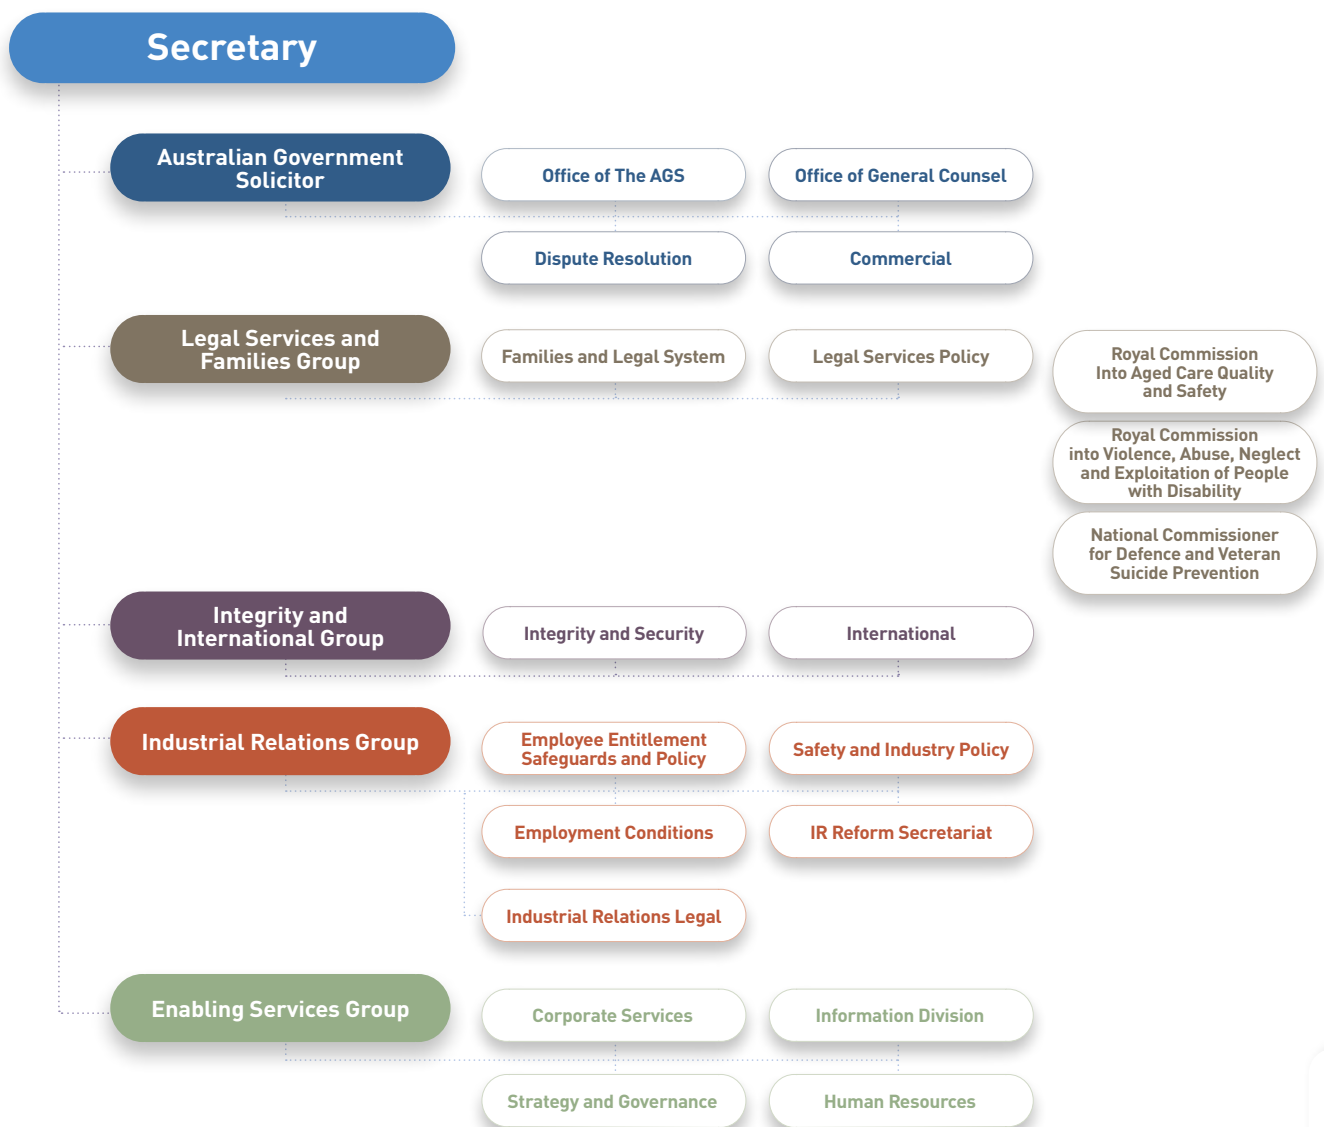 Secretary
Australian Government
Solicitor
Office of The AGS
Office of General Counsel
Dispute Resolution
Commercial
Legal Services and
Families Group
Families and Legal System
Legal Services Policy
Royal Commission
Into Aged Care Quality
and Safety
Royal Commission
into Violence, Abuse, Neglect
and Exploitation of People
with Disability
National Commissioner
for Defence and Veteran
Suicide Prevention
Integrity and
International Group
Integrity and Security
International
Industrial Relations Group
Employee Entitlement
Safeguards and Policy
Safety and Industry Policy
Employment Conditions
IR Reform Secretariat
Industrial Relations Legal
Enabling Services Group
Corporate Services
Information Division
Strategy and Governance
Human Resources